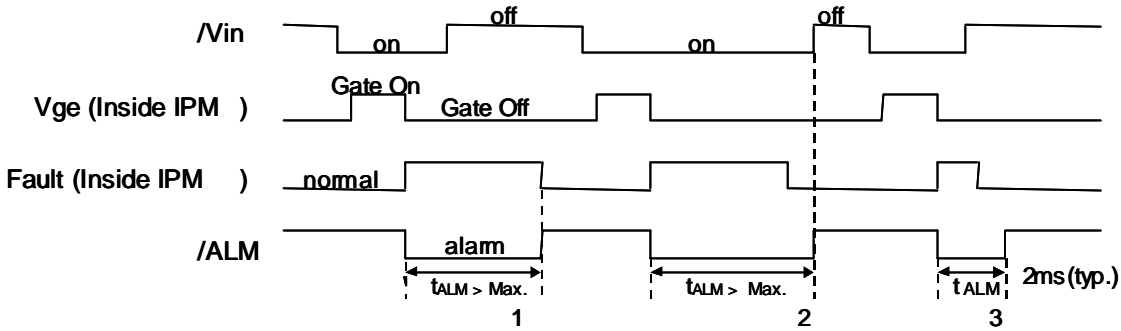 /Vin
off
on
on
off
Vge (Inside IPM )
Gate On
Gate Off
Fault (Inside IPM )
normal
/ALM
alarm
tALM > Max.
tALM > Max.
t ALM
2ms(typ.)
1
2
3